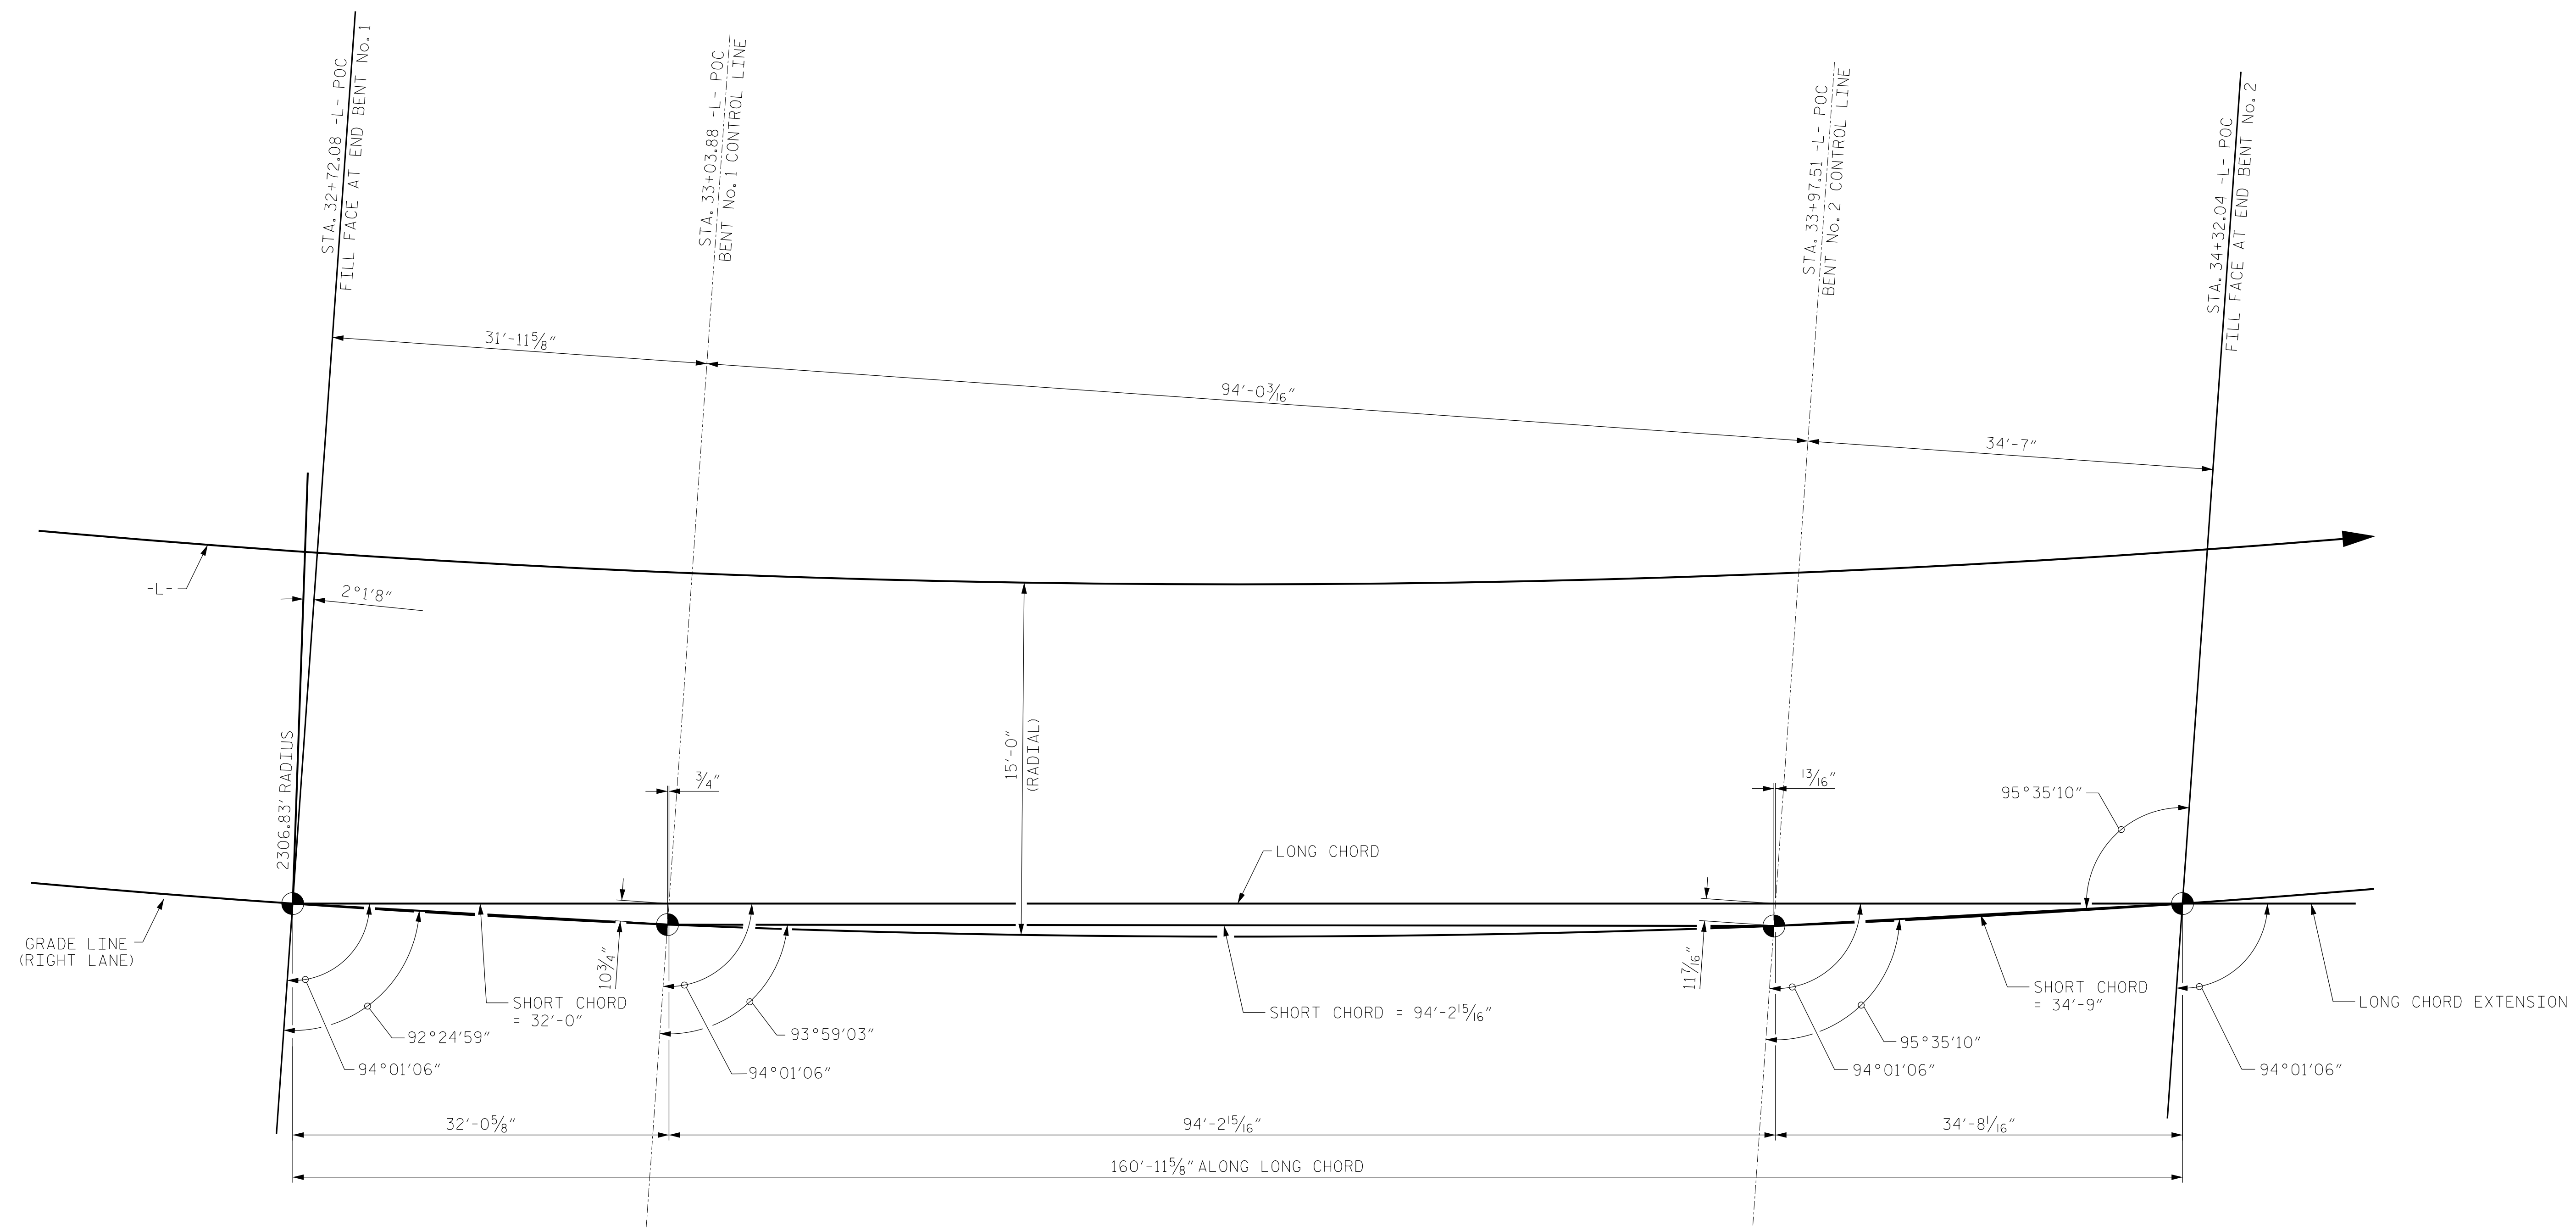 STA. 32+72.08 -L- POC
FILL FACE AT END BENT No. 1
STA. 33+03.88 -L- POC
BENT No. 1 CONTROL LINE
STA. 33+97.51 -L- POC
BENT No. 2 CONTROL LINE
STA. 34+32.04 -L- POC
FILL FACE AT END BENT No. 2
31'-11⅝"
94'-0³⁄₁₆"
34'-7"
-L-
2°1'8"
2306.83' RADIUS
15'-0"
(RADIAL)
¾"
¹³⁄₁₆"
95°35'10"
LONG CHORD
GRADE LINE
(RIGHT LANE)
10¾"
11⁷⁄₁₆"
SHORT CHORD
= 32'-0"
SHORT CHORD = 94'-2¹⁵⁄₁₆"
SHORT CHORD
= 34'-9"
LONG CHORD EXTENSION
92°24'59"
94°01'06"
93°59'03"
94°01'06"
95°35'10"
94°01'06"
94°01'06"
32'-0⅝"
94'-2¹⁵⁄₁₆"
34'-8¹⁄₁₆"
160'-11⅝" ALONG LONG CHORD